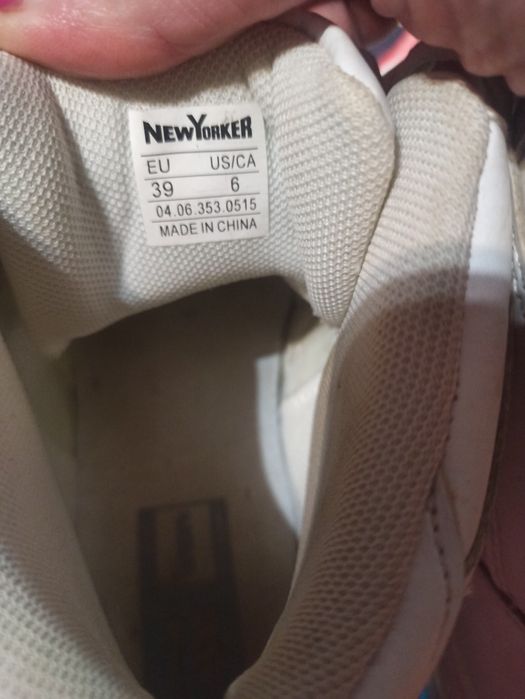 NEWYORKER
EU US/CA
39 6
04.06.353.0515
MADE IN CHINA